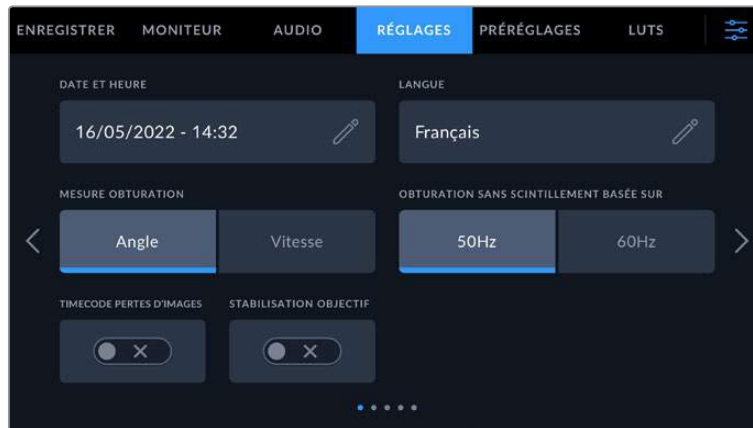 ENREGISTRER MONITEUR AUDIO RÉGLAGES PRÉRÉGLAGES LUTS
DATE ET HEURE LANGUE
16/05/2022 - 14:32 Français
MESURE OBTURATION OBTURATION SANS SCINTILLEMENT BASÉE SUR
Angle Vitesse 50Hz 60Hz
TIMECODE PERTES D'IMAGES STABILISATION OBJECTIF